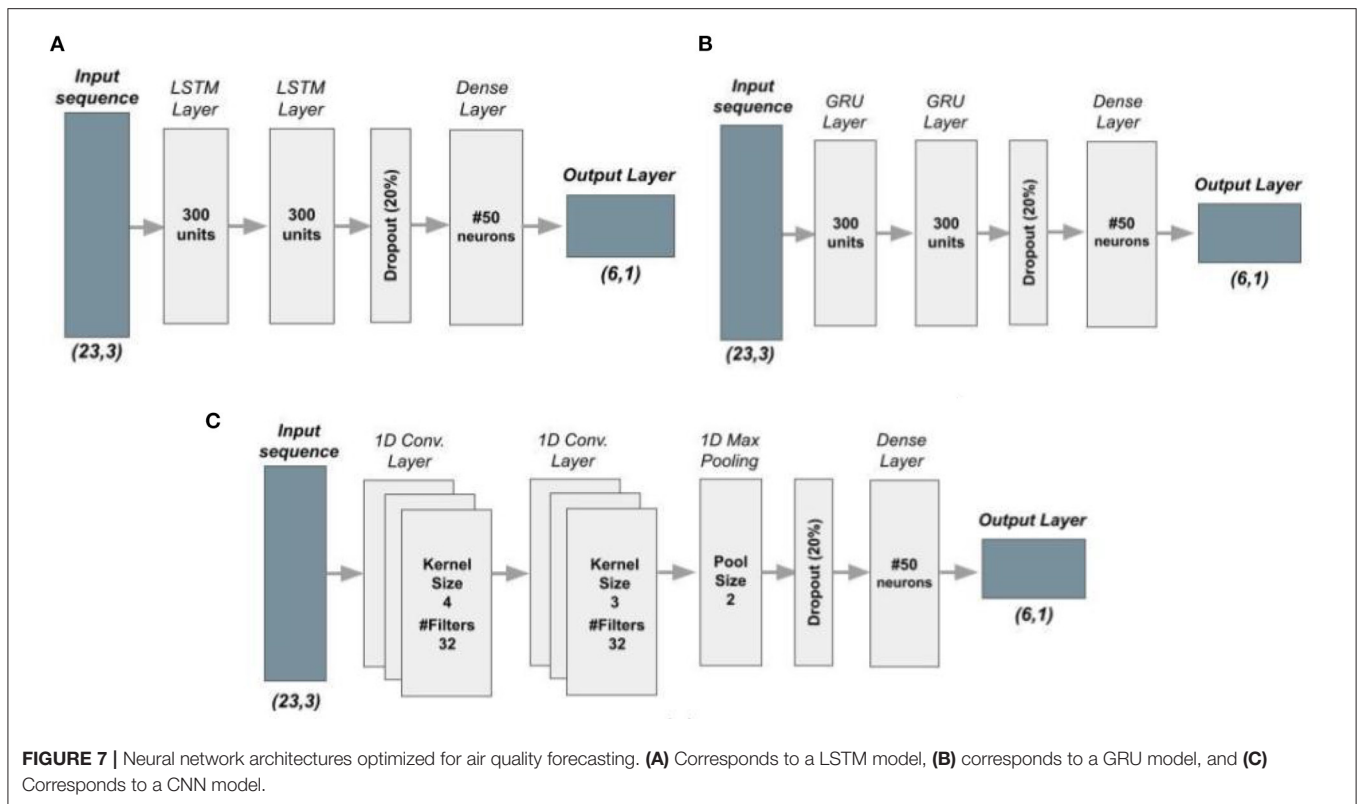 A
Input
sequence
LSTM
Layer
LSTM
Layer
Dropout (20%)
Dense
Layer
300
units
300
units
#50
neurons
Output Layer
(6,1)
(23,3)
B
Input
sequence
GRU
Layer
GRU
Layer
Dropout (20%)
Dense
Layer
300
units
300
units
#50
neurons
Output Layer
(6,1)
(23,3)
C
Input
sequence
1D Conv.
Layer
1D Conv.
Layer
1D Max
Pooling
Dense
Layer
Kernel
Size
4
#Filters
32
Kernel
Size
3
#Filters
32
Pool
Size
2
Dropout (20%)
#50
neurons
Output Layer
(6,1)
(23,3)
FIGURE 7 | Neural network architectures optimized for air quality forecasting. (A) Corresponds to a LSTM model, (B) corresponds to a GRU model, and (C)
Corresponds to a CNN model.